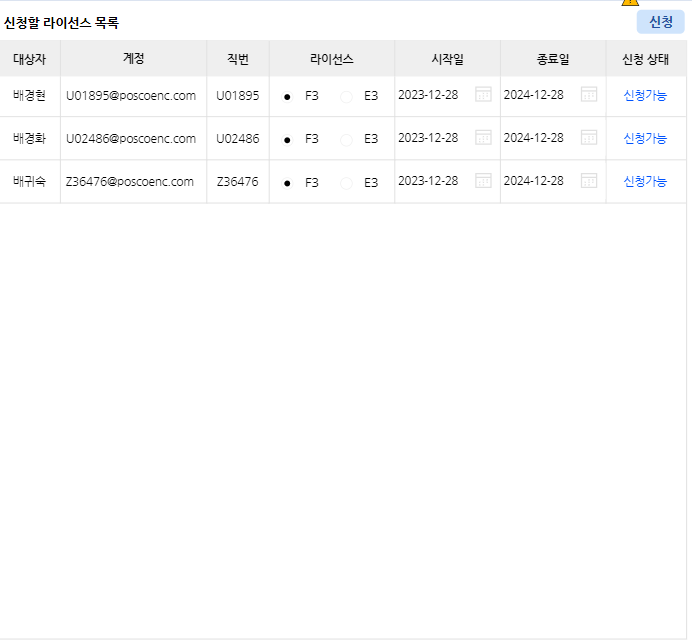 신청할 라이선스 목록
신청
대상자 계정 직번 라이선스 시작일 종료일 신청 상태
배경현 U01895@poscoenc.com U01895 F3 E3 2023-12-28 2024-12-28 신청가능
배경화 U02486@poscoenc.com U02486 F3 E3 2023-12-28 2024-12-28 신청가능
배귀숙 Z36476@poscoenc.com Z36476 F3 E3 2023-12-28 2024-12-28 신청가능